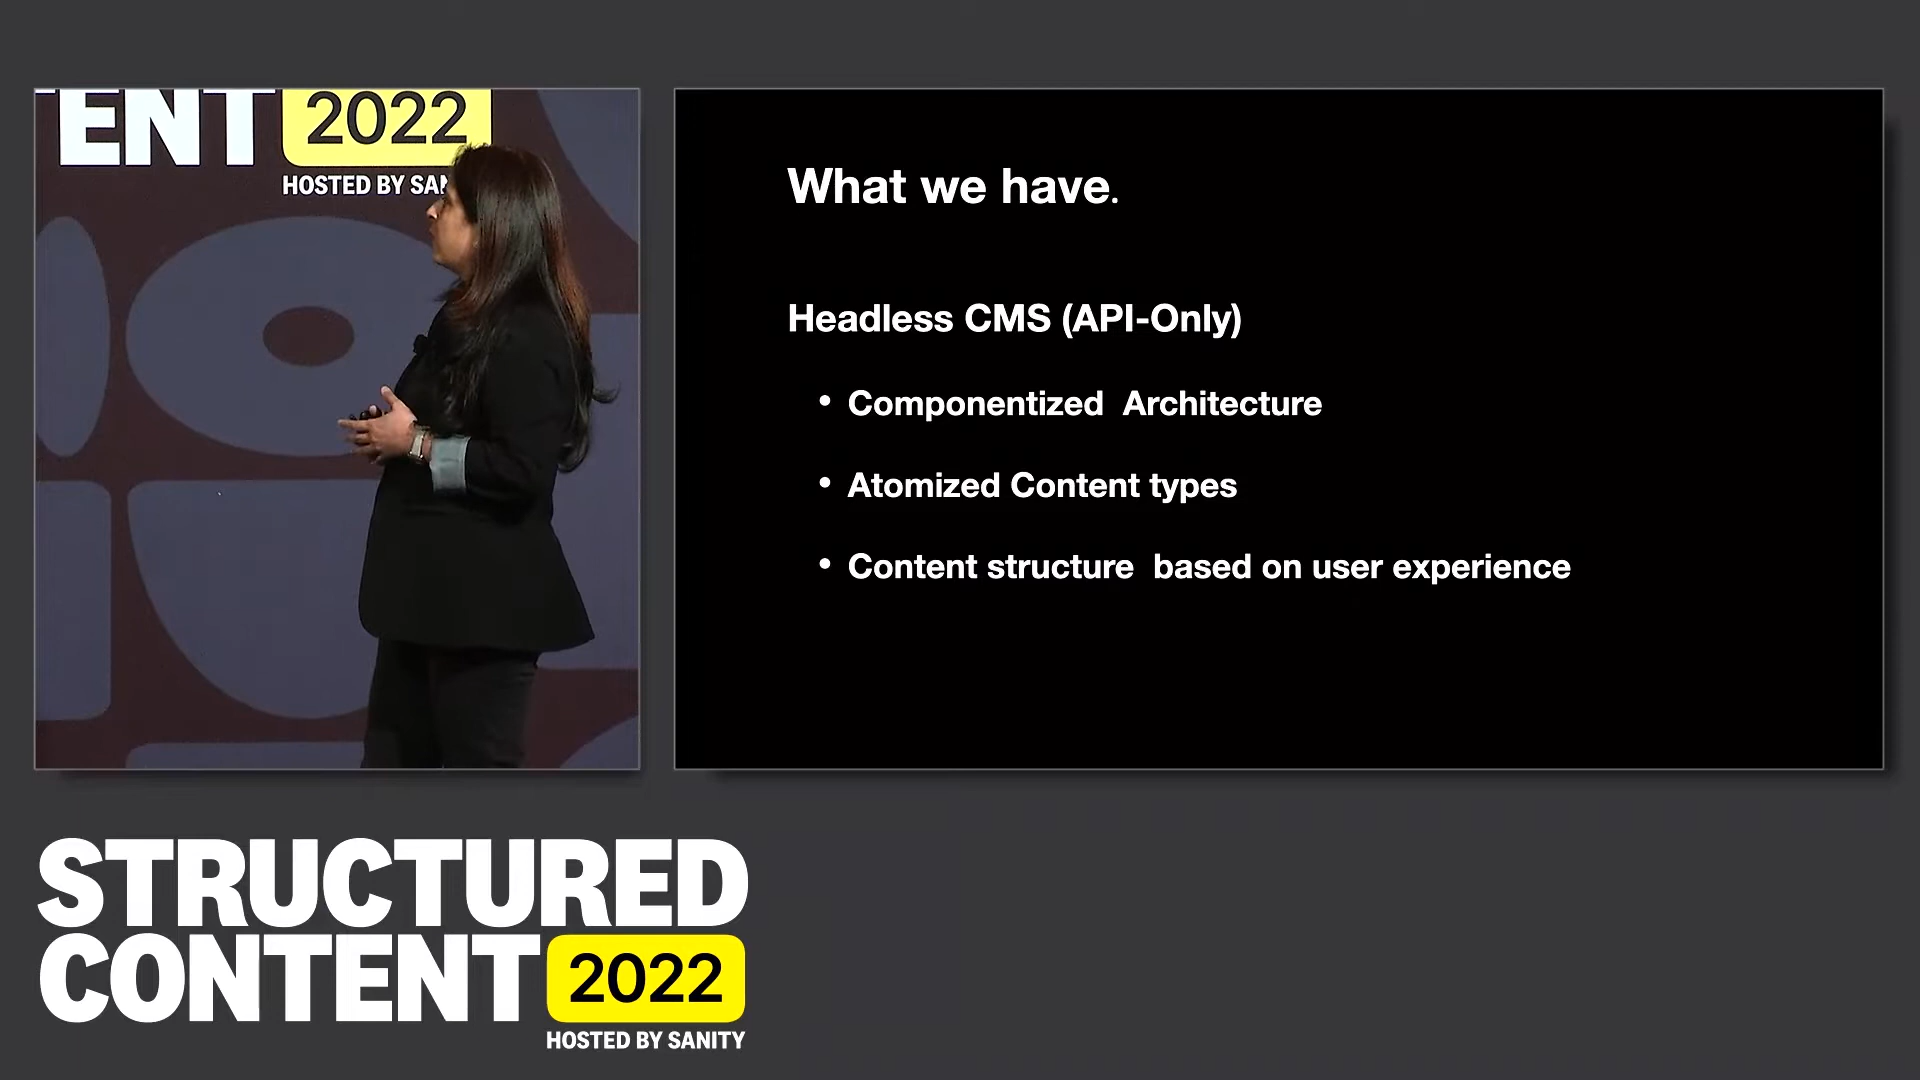 ENT 2022
HOSTED BY SAN
What we have.
Headless CMS (API-Only)
• Componentized Architecture
• Atomized Content types
• Content structure based on user experience
STRUCTURED
CONTENT 2022
HOSTED BY SANITY